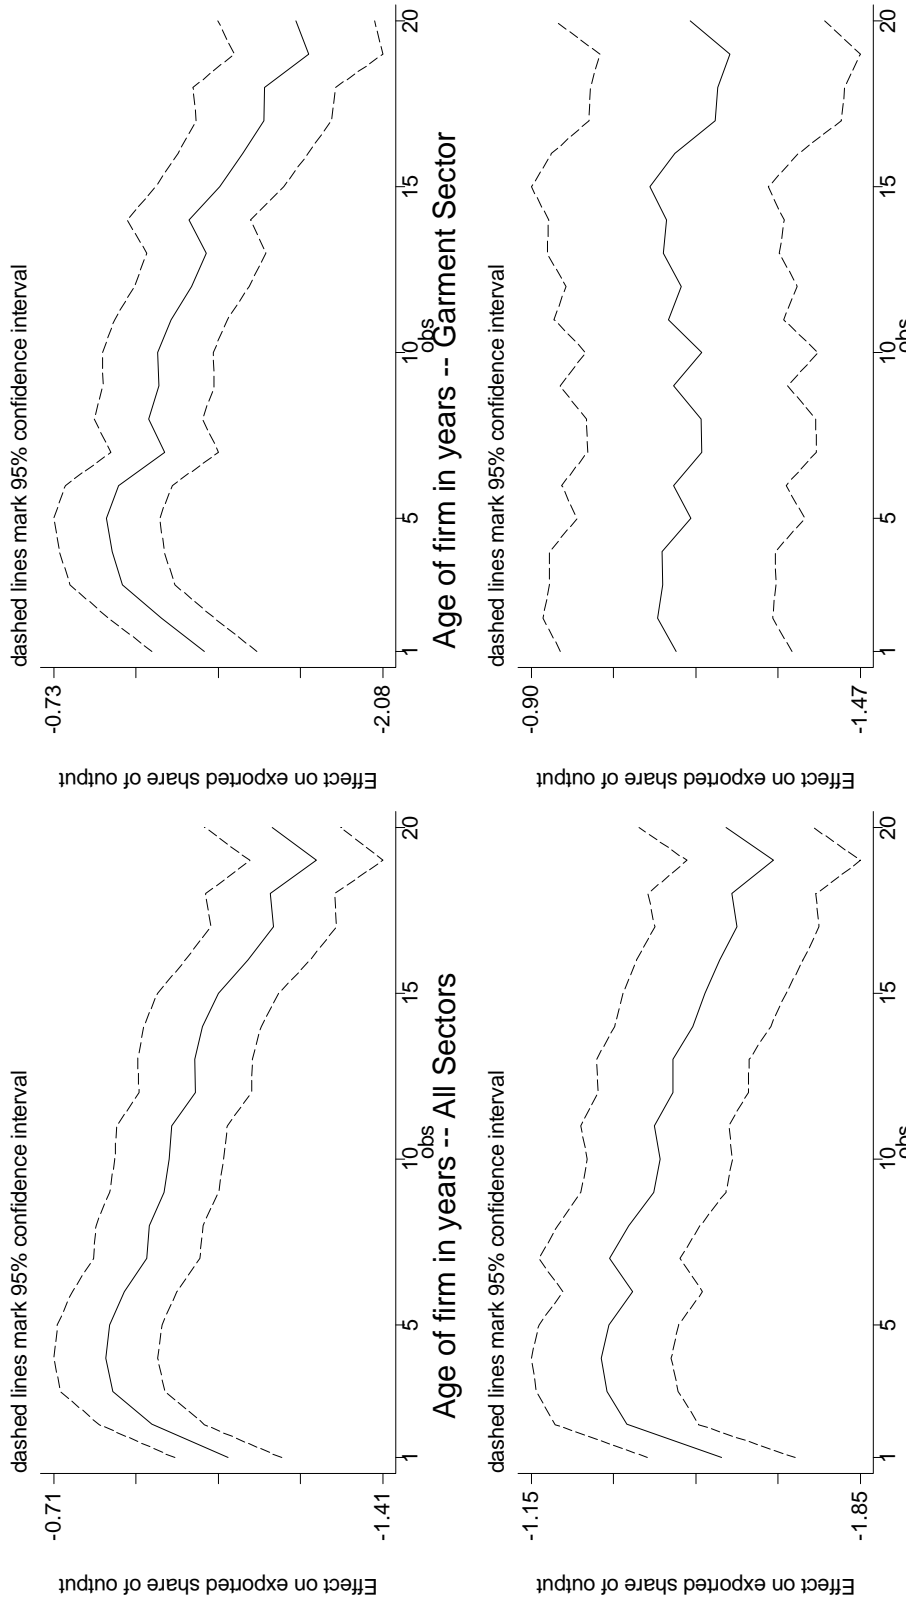 dashed lines mark 95% confidence interval
Effect on exported share of output
-0.71
-1.41
1
5
10
15
20
obs
Age of firm in years -- All Sectors
dashed lines mark 95% confidence interval
Effect on exported share of output
-0.73
-2.08
1
5
10
15
20
obs
Age of firm in years -- Garment Sector
dashed lines mark 95% confidence interval
Effect on exported share of output
-1.15
-1.85
1
5
10
15
20
obs
dashed lines mark 95% confidence interval
Effect on exported share of output
-0.90
-1.47
1
5
10
15
20
obs